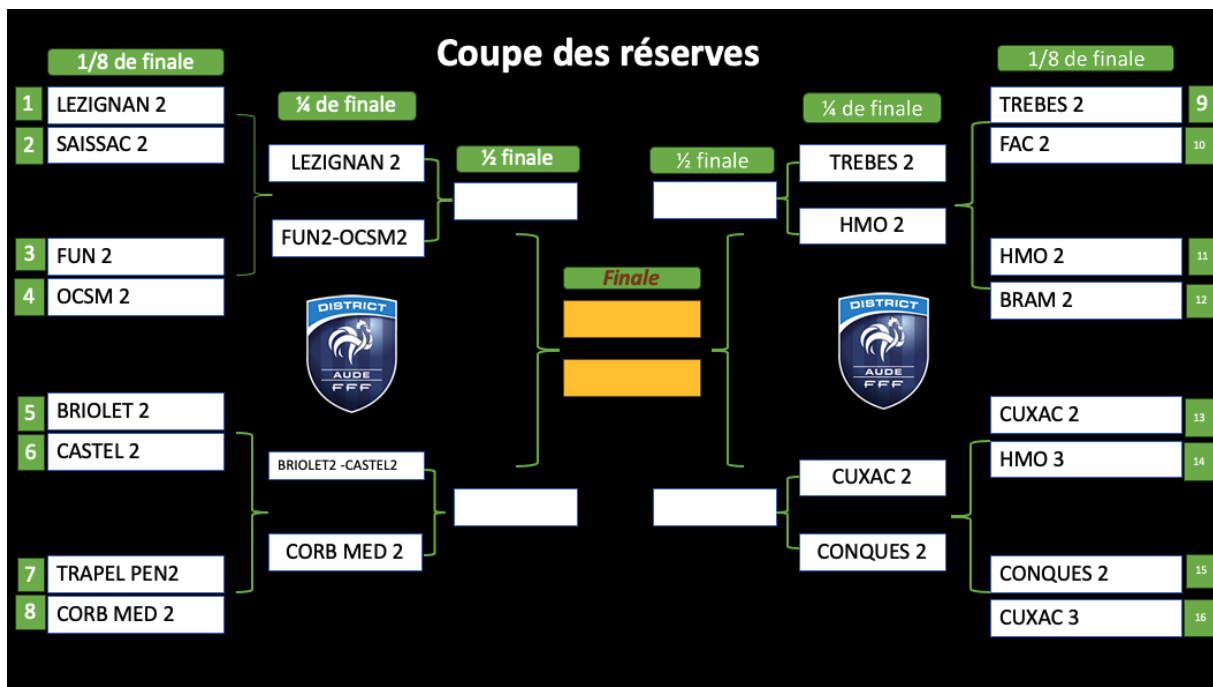 Coupe des réserves
1/8 de finale
1
LEZIGNAN 2
2
SAISSAC 2
3
FUN 2
4
OCSM 2
5
BRIOLET 2
6
CASTEL 2
7
TRAPEL PEN2
8
CORB MED 2
¼ de finale
LEZIGNAN 2
FUN2-OCSM2
DISTRICT
AUDE
FFF
BRIOLET2 -CASTEL2
CORB MED 2
½ finale
Finale
½ finale
¼ de finale
TREBES 2
HMO 2
DISTRICT
AUDE
FFF
CUXAC 2
CONQUES 2
1/8 de finale
TREBES 2
9
FAC 2
10
HMO 2
11
BRAM 2
12
CUXAC 2
13
HMO 3
14
CONQUES 2
15
CUXAC 3
16